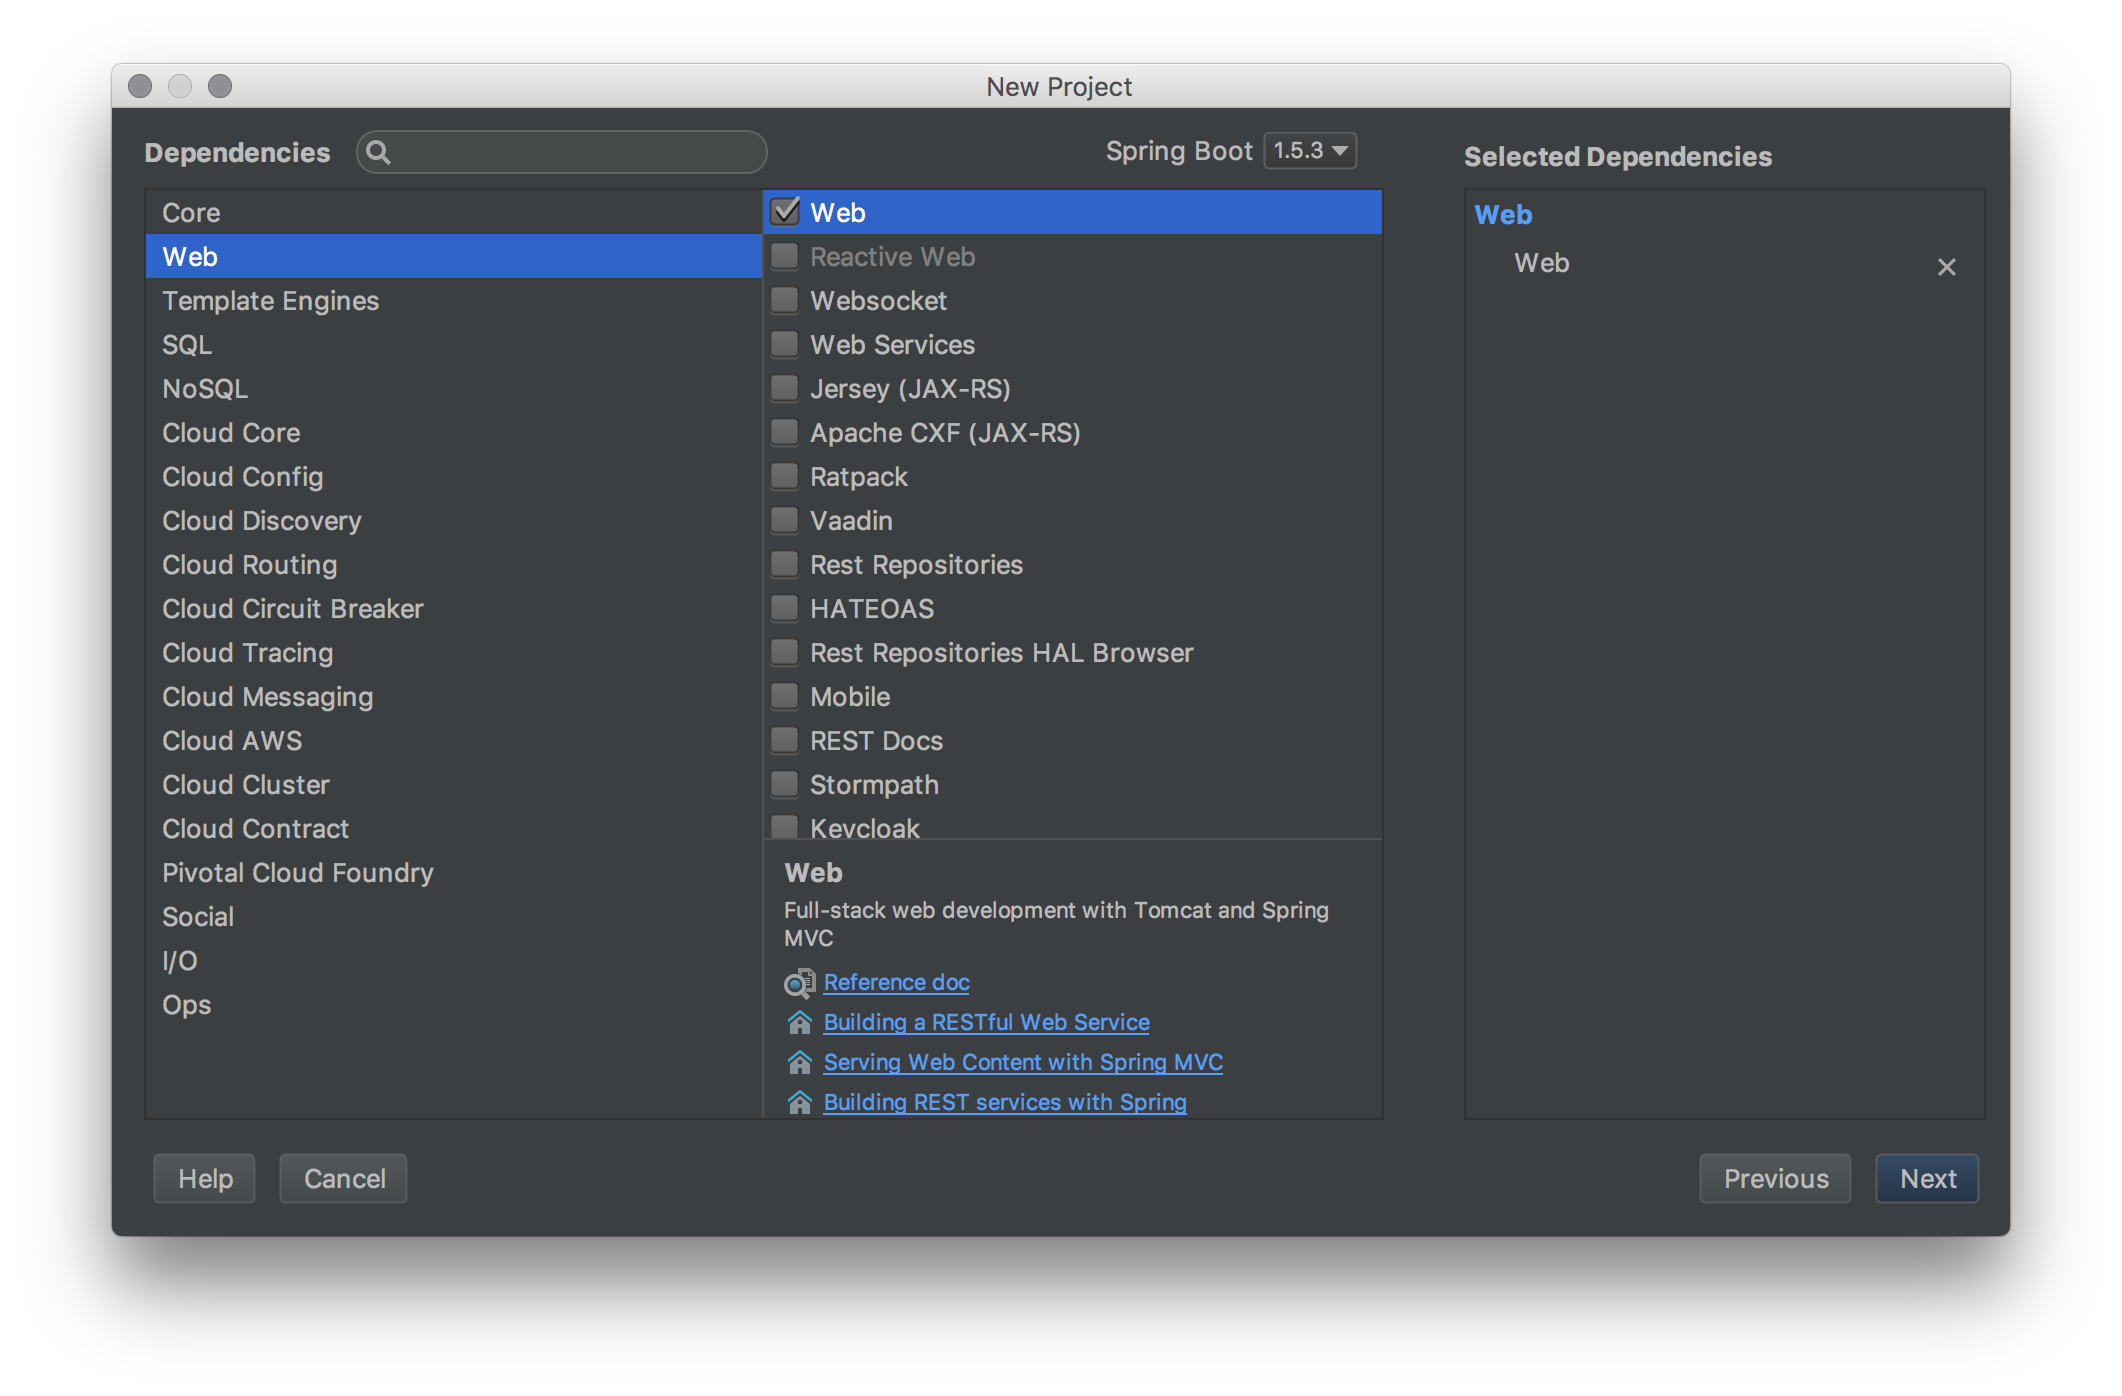 New Project
Dependencies
Spring Boot 1.5.3
Selected Dependencies
Core
Web
Template Engines
SQL
NoSQL
Cloud Core
Cloud Config
Cloud Discovery
Cloud Routing
Cloud Circuit Breaker
Cloud Tracing
Cloud Messaging
Cloud AWS
Cloud Cluster
Cloud Contract
Pivotal Cloud Foundry
Social
I/O
Ops
Web
Reactive Web
Websocket
Web Services
Jersey (JAX-RS)
Apache CXF (JAX-RS)
Ratpack
Vaadin
Rest Repositories
HATEOAS
Rest Repositories HAL Browser
Mobile
REST Docs
Stormpath
Keycloak
Web
Full-stack web development with Tomcat and Spring
MVC
Reference doc
Building a RESTful Web Service
Serving Web Content with Spring MVC
Building REST services with Spring
Web
Web
Help
Cancel
Previous
Next